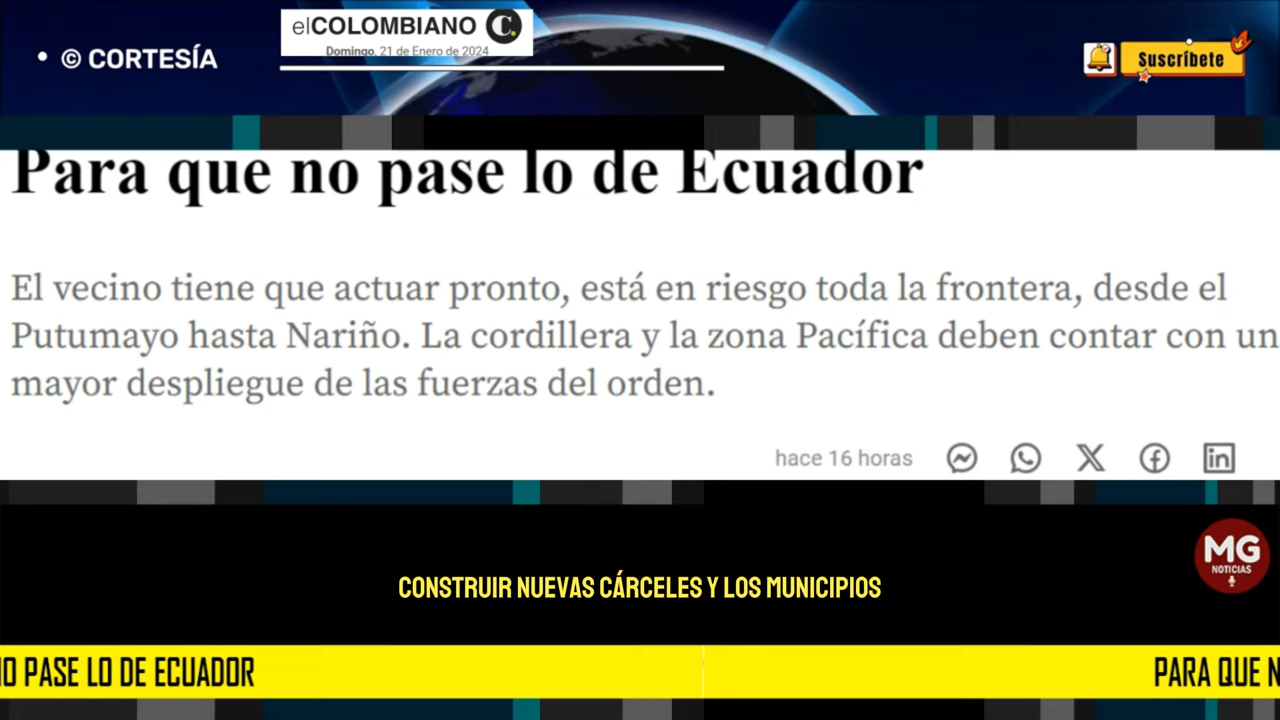 • © CORTESÍA
elCOLOMBIANO C.
Domingo, 21 de Enero de 2024
Suscríbete
Para que no pase lo de Ecuador
El vecino tiene que actuar pronto, está en riesgo toda la frontera, desde el
Putumayo hasta Nariño. La cordillera y la zona Pacífica deben contar con un
mayor despliegue de las fuerzas del orden.
hace 16 horas
MG
NOTICIAS
CONSTRUIR NUEVAS CÁRCELES Y LOS MUNICIPIOS
O PASE LO DE ECUADOR
PARA QUE N